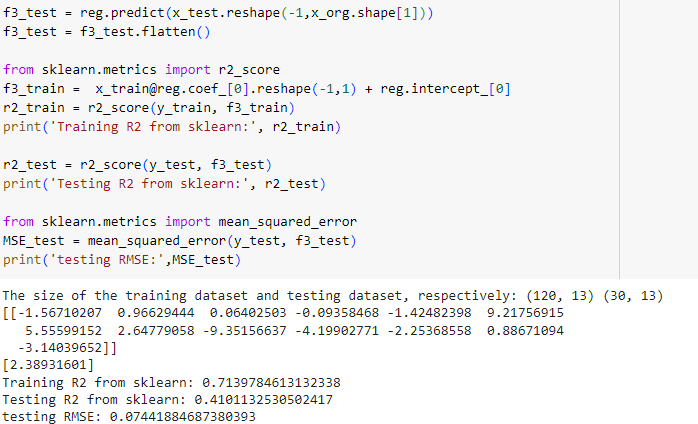 f3_test = reg.predict(x_test.reshape(-1,x_org.shape[1]))
f3_test = f3_test.flatten()
from sklearn.metrics import r2_score
f3_train =  x_train@reg.coef_[0].reshape(-1,1) + reg.intercept_[0]
r2_train = r2_score(y_train, f3_train)
print('Training R2 from sklearn:', r2_train)
r2_test = r2_score(y_test, f3_test)
print('Testing R2 from sklearn:', r2_test)
from sklearn.metrics import mean_squared_error
MSE_test = mean_squared_error(y_test, f3_test)
print('testing RMSE:',MSE_test)
The size of the training dataset and testing dataset, respectively: (120, 13) (30, 13)
[[-1.56710207  0.96629444  0.06402503 -0.09358468 -1.42482398  9.21756915
   5.55599152  2.64779058 -9.35156637 -4.19902771 -2.25368558  0.88671094
  -3.14039652]]
[2.38931601]
Training R2 from sklearn: 0.7139784613132338
Testing R2 from sklearn: 0.4101132530502417
testing RMSE: 0.07441884687380393